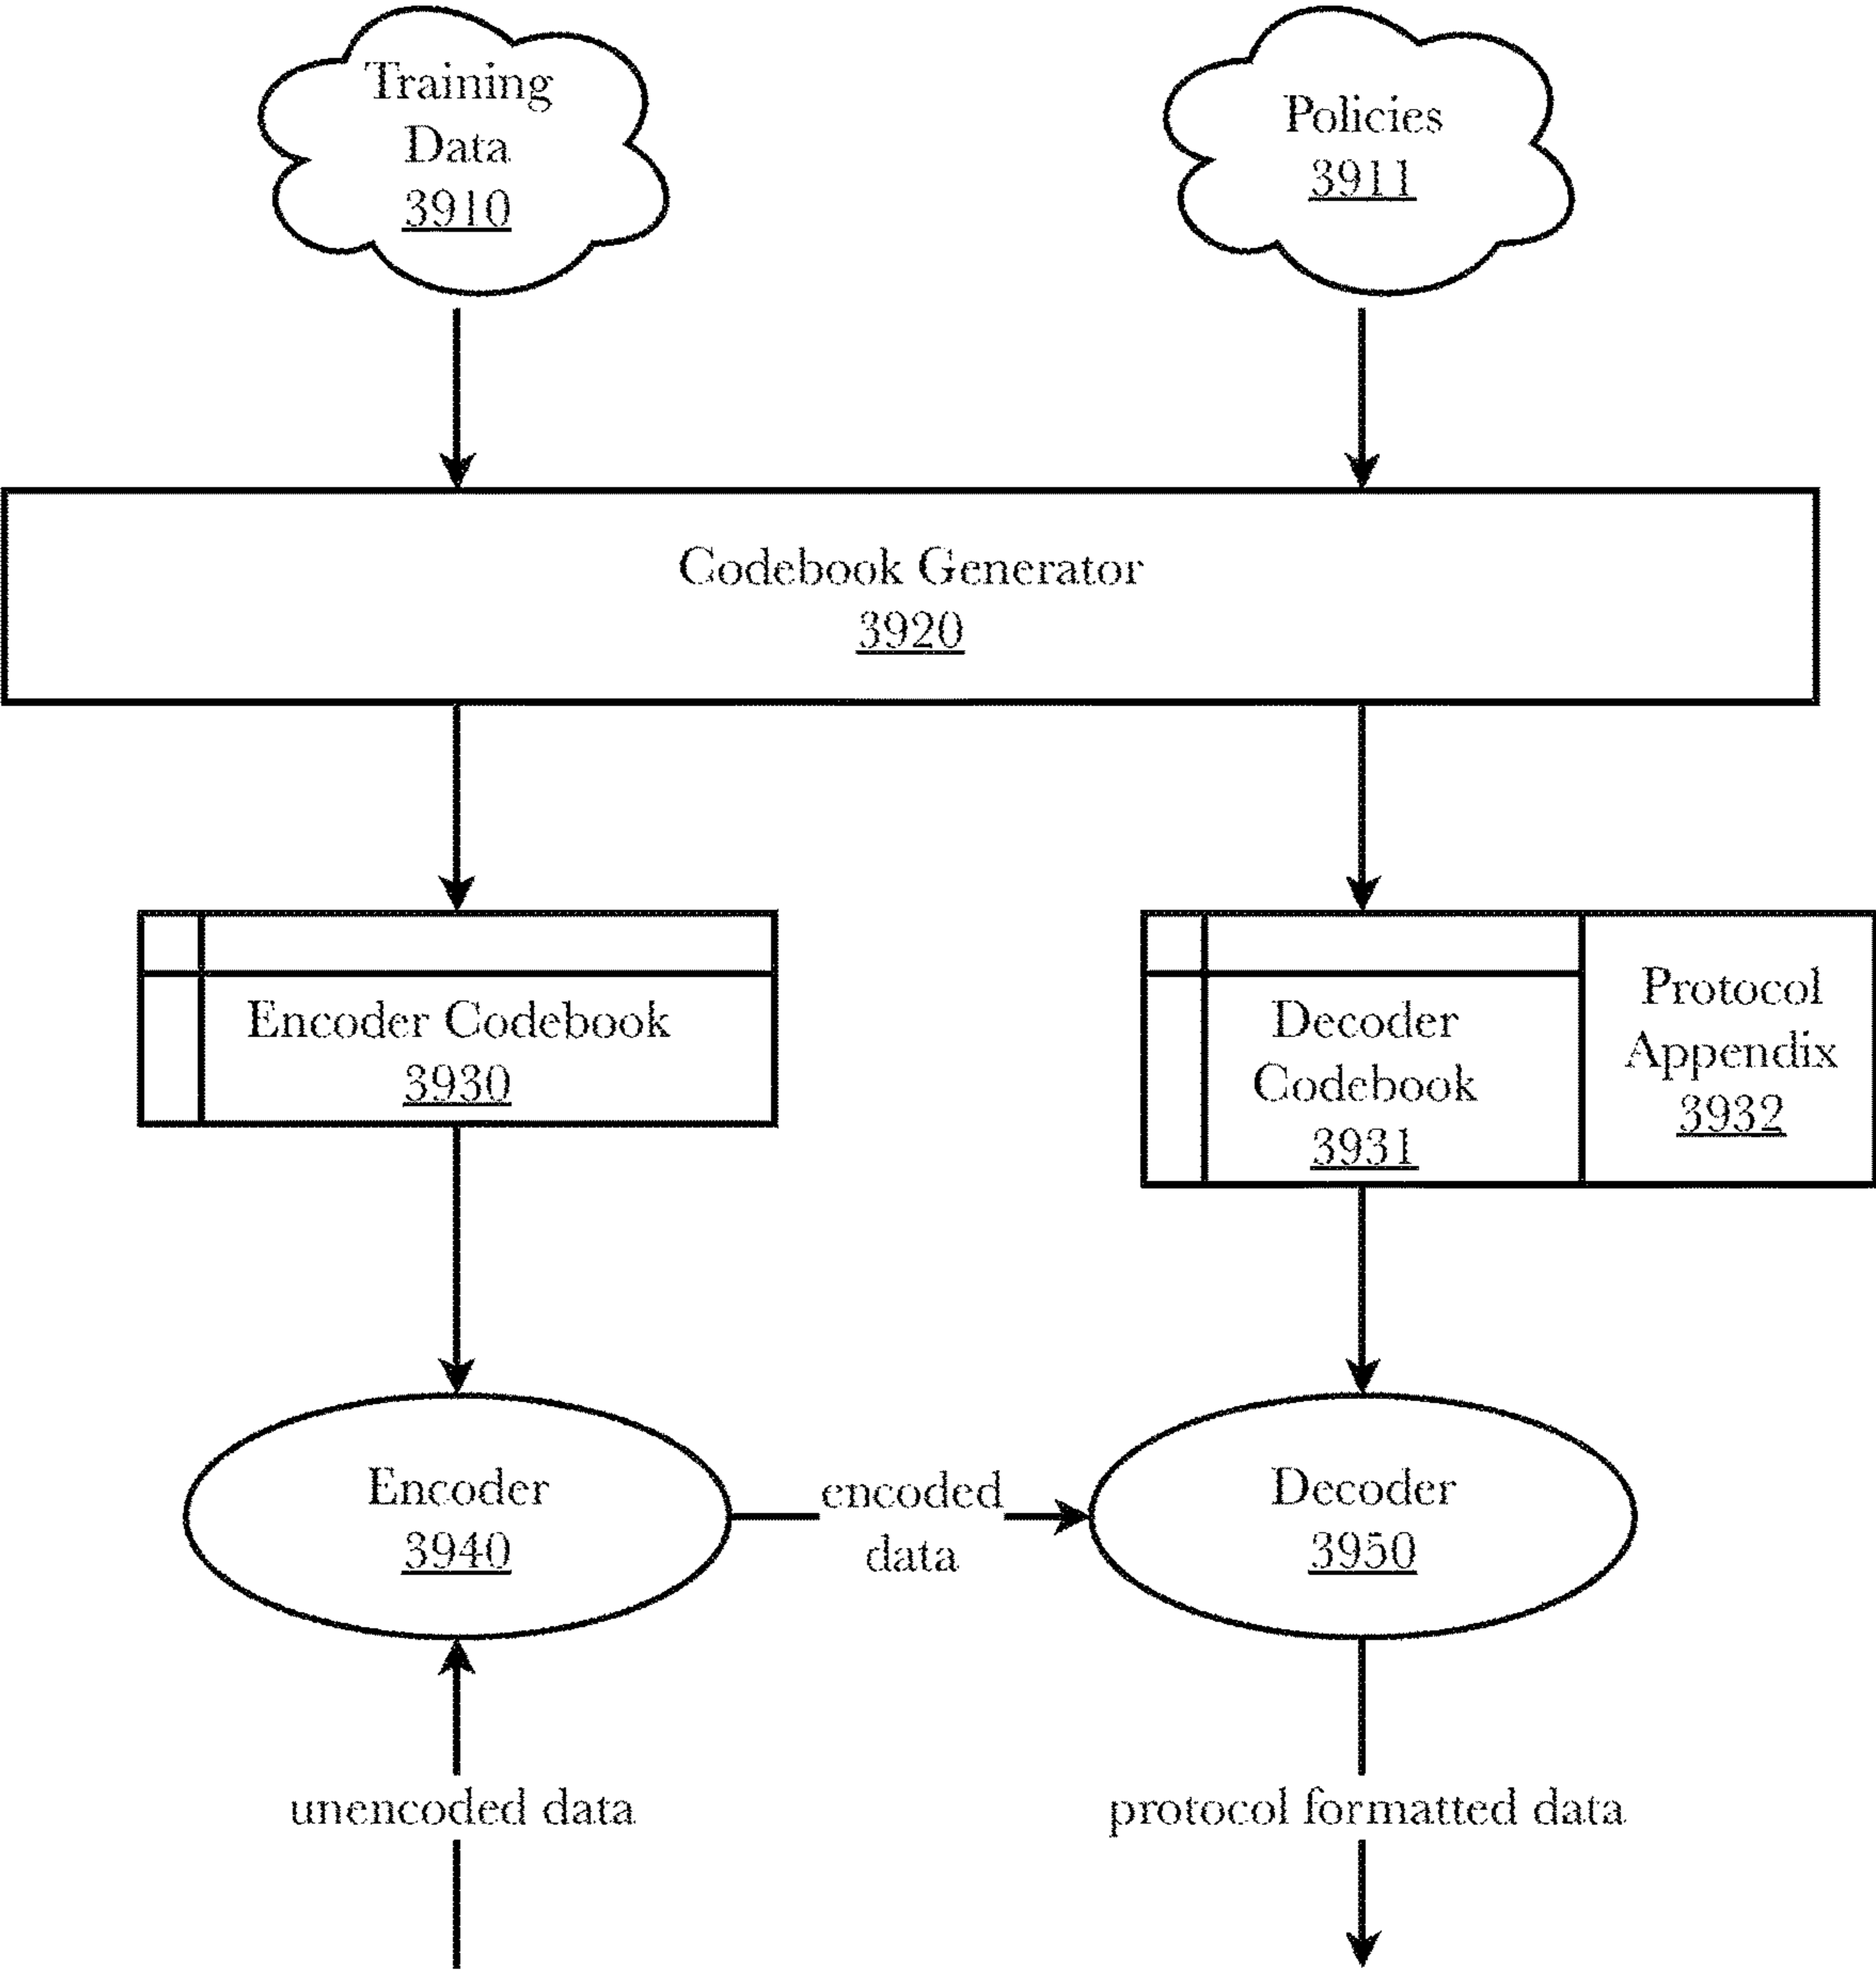 Training
Data
3910
Policies
3911
Codebook Generator
3920
Encoder Codebook
3930
Decoder
Codebook
3931
Protocol
Appendix
3932
Encoder
3940
encoded
data
Decoder
3950
unencoded data
protocol formatted data